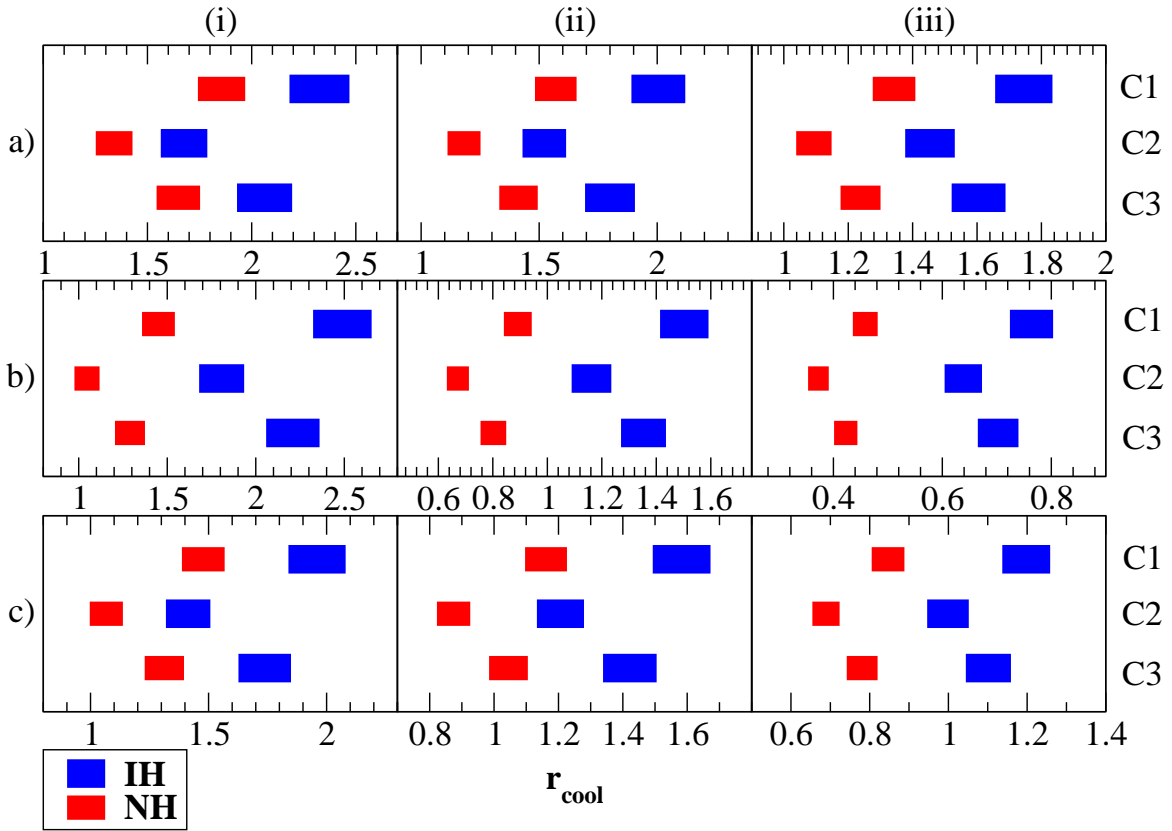 (i) (ii) (iii)
a) C1
C2
C3
1 1.5 2 2.5 1 1.5 2 1 1.2 1.4 1.6 1.8 2
b) C1
C2
C3
1 1.5 2 2.5 0.6 0.8 1 1.2 1.4 1.6 0.4 0.6 0.8
c) C1
C2
C3
1 1.5 2 0.8 1 1.2 1.4 1.6 0.6 0.8 1 1.2 1.4
r_cool
IH
NH